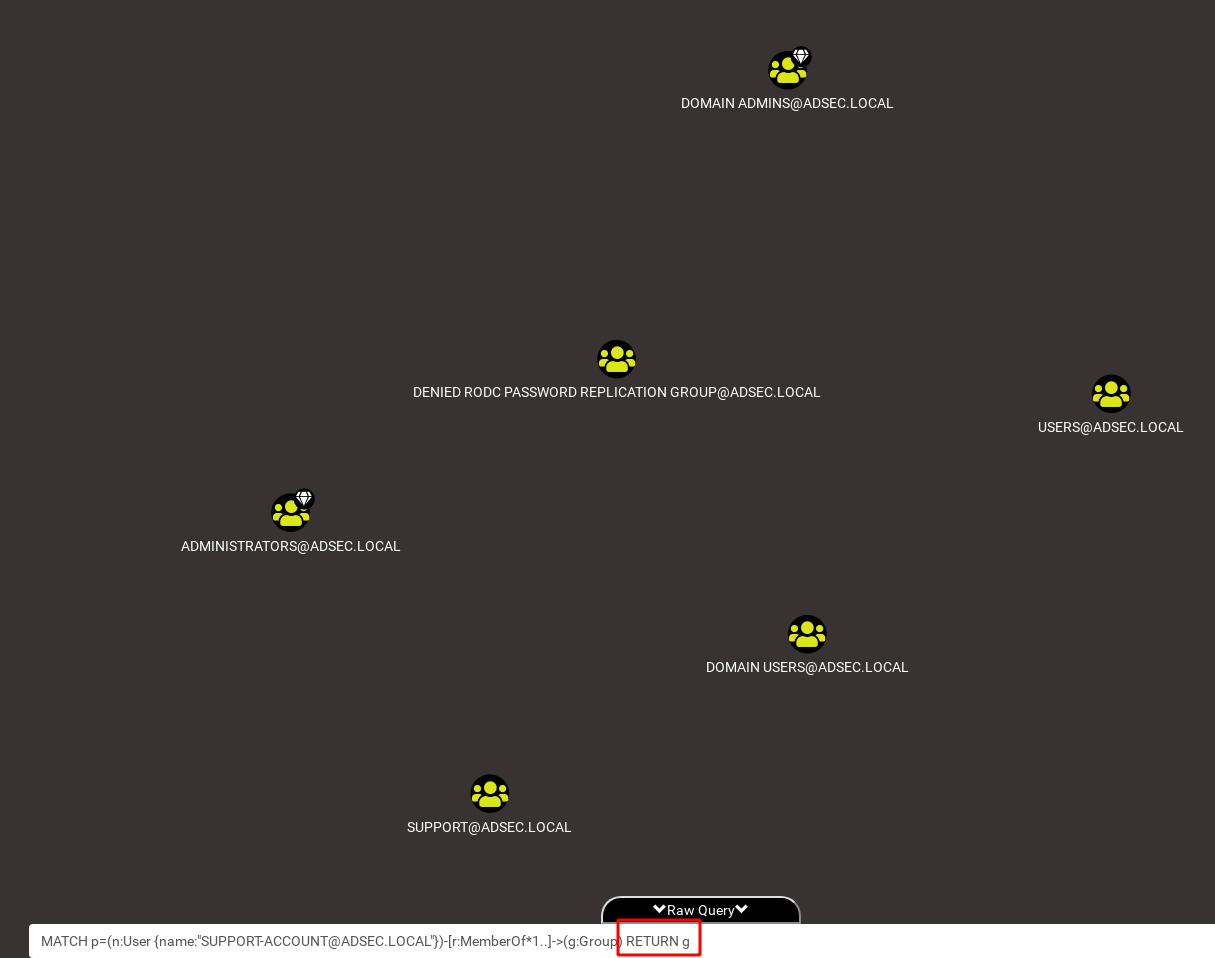 DOMAIN ADMINS@ADSEC.LOCAL
DENIED RODC PASSWORD REPLICATION GROUP@ADSEC.LOCAL
USERS@ADSEC.LOCAL
ADMINISTRATORS@ADSEC.LOCAL
DOMAIN USERS@ADSEC.LOCAL
SUPPORT@ADSEC.LOCAL
Raw Query
MATCH p=(n:User {name:"SUPPORT-ACCOUNT@ADSEC.LOCAL"})-[r:MemberOf*1..]->(g:Group) RETURN g